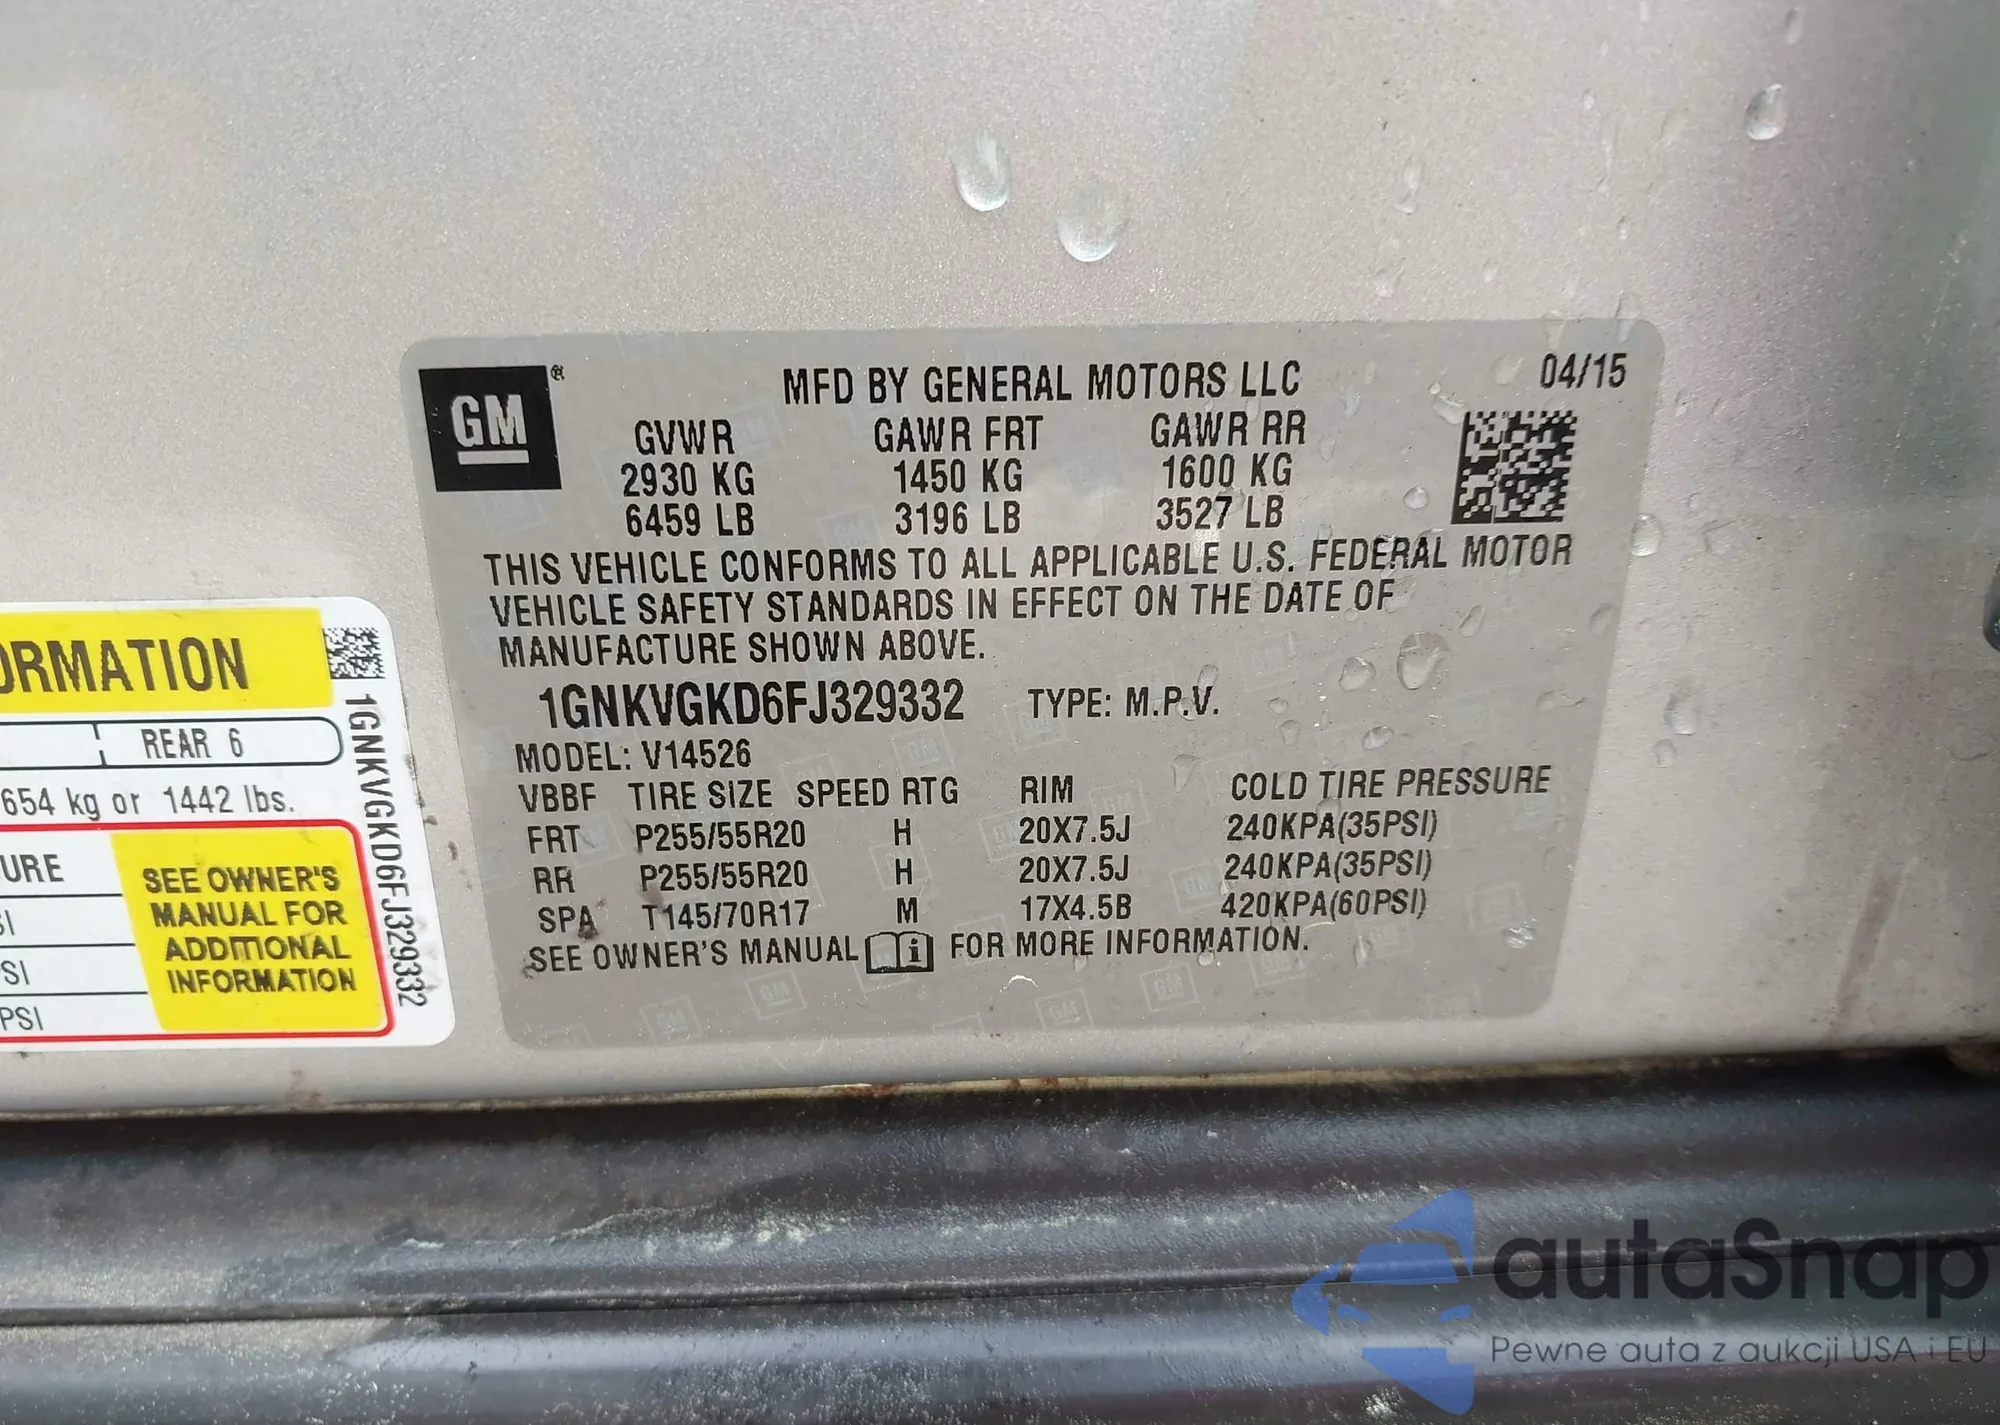 GM®
MFD BY GENERAL MOTORS LLC 04/15
GVWR GAWR FRT GAWR RR
2930 KG 1450 KG 1600 KG
6459 LB 3196 LB 3527 LB
THIS VEHICLE CONFORMS TO ALL APPLICABLE U.S. FEDERAL MOTOR
VEHICLE SAFETY STANDARDS IN EFFECT ON THE DATE OF
MANUFACTURE SHOWN ABOVE.
1GNKVGKD6FJ329332 TYPE: M.P.V.
MODEL: V14526
VBBF TIRE SIZE SPEED RTG RIM COLD TIRE PRESSURE
FRT P255/55R20 H 20X7.5J 240KPA(35PSI)
RR P255/55R20 H 20X7.5J 240KPA(35PSI)
SPA T145/70R17 M 17X4.5B 420KPA(60PSI)
SEE OWNER'S MANUAL i FOR MORE INFORMATION.
ORMATION
REAR 6
654 kg or 1442 lbs.
URE
SI
SI
PSI
SEE OWNER'S
MANUAL FOR
ADDITIONAL
INFORMATION
1GNKVGKD6FJ329332
autaSnap
Pewne auta z aukcji USA i EU